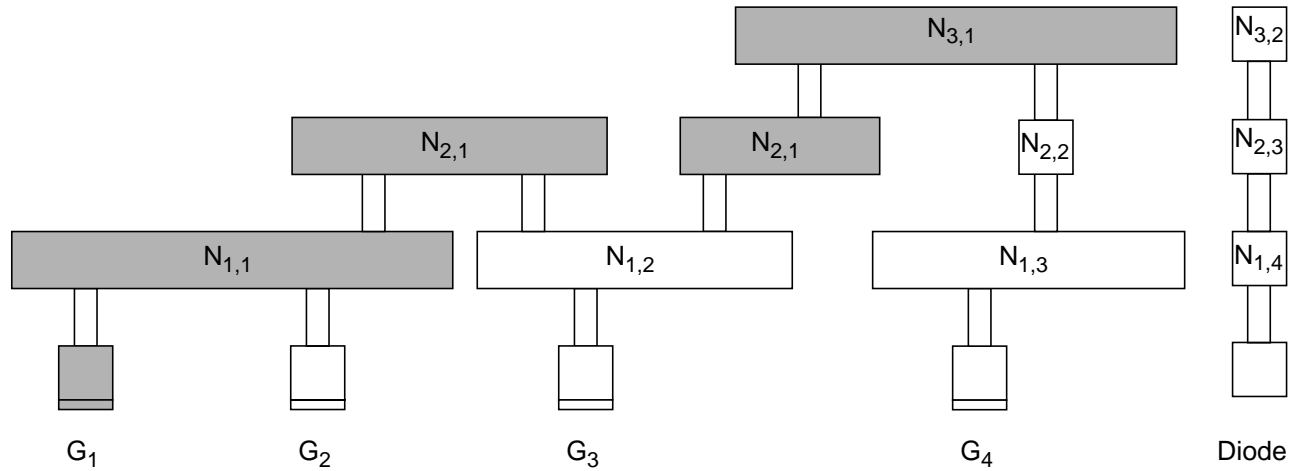 N3,1
N3,2
N2,1
N2,1
N2,2
N2,3
N1,1
N1,2
N1,3
N1,4
G1
G2
G3
G4
Diode